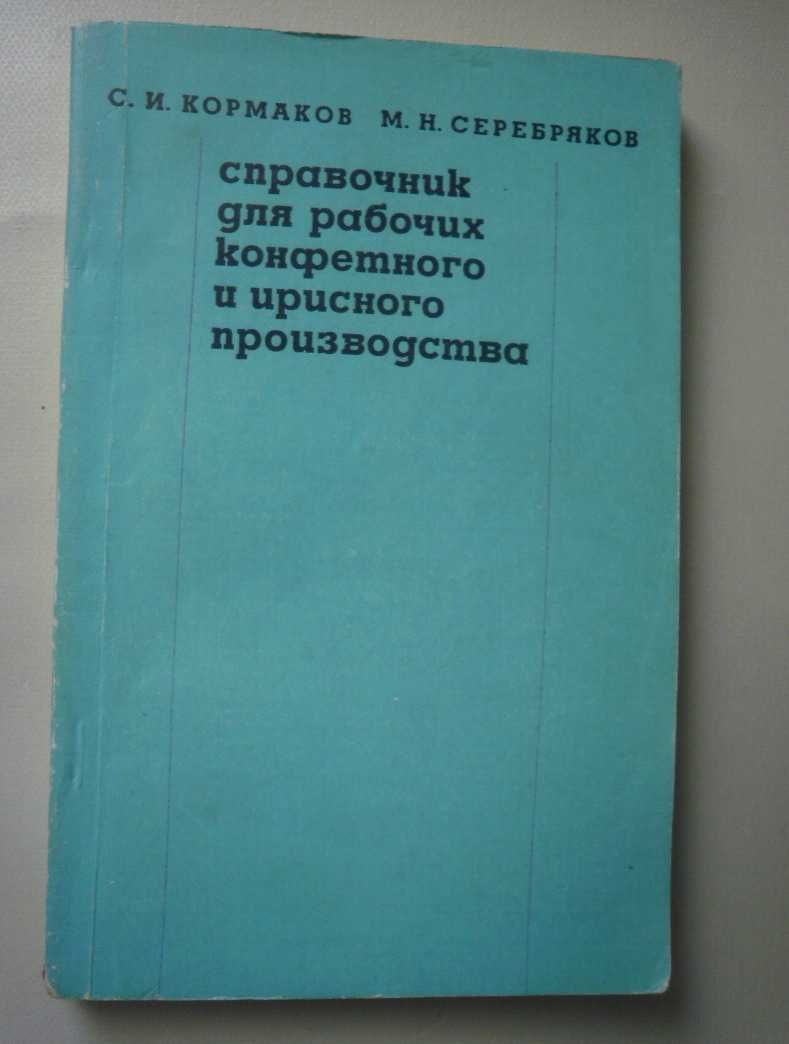 С. И. КОРМАКОВ М. Н. СЕРЕБРЯКОВ
справочник
для рабочих
конфетного
и ирисного
производства